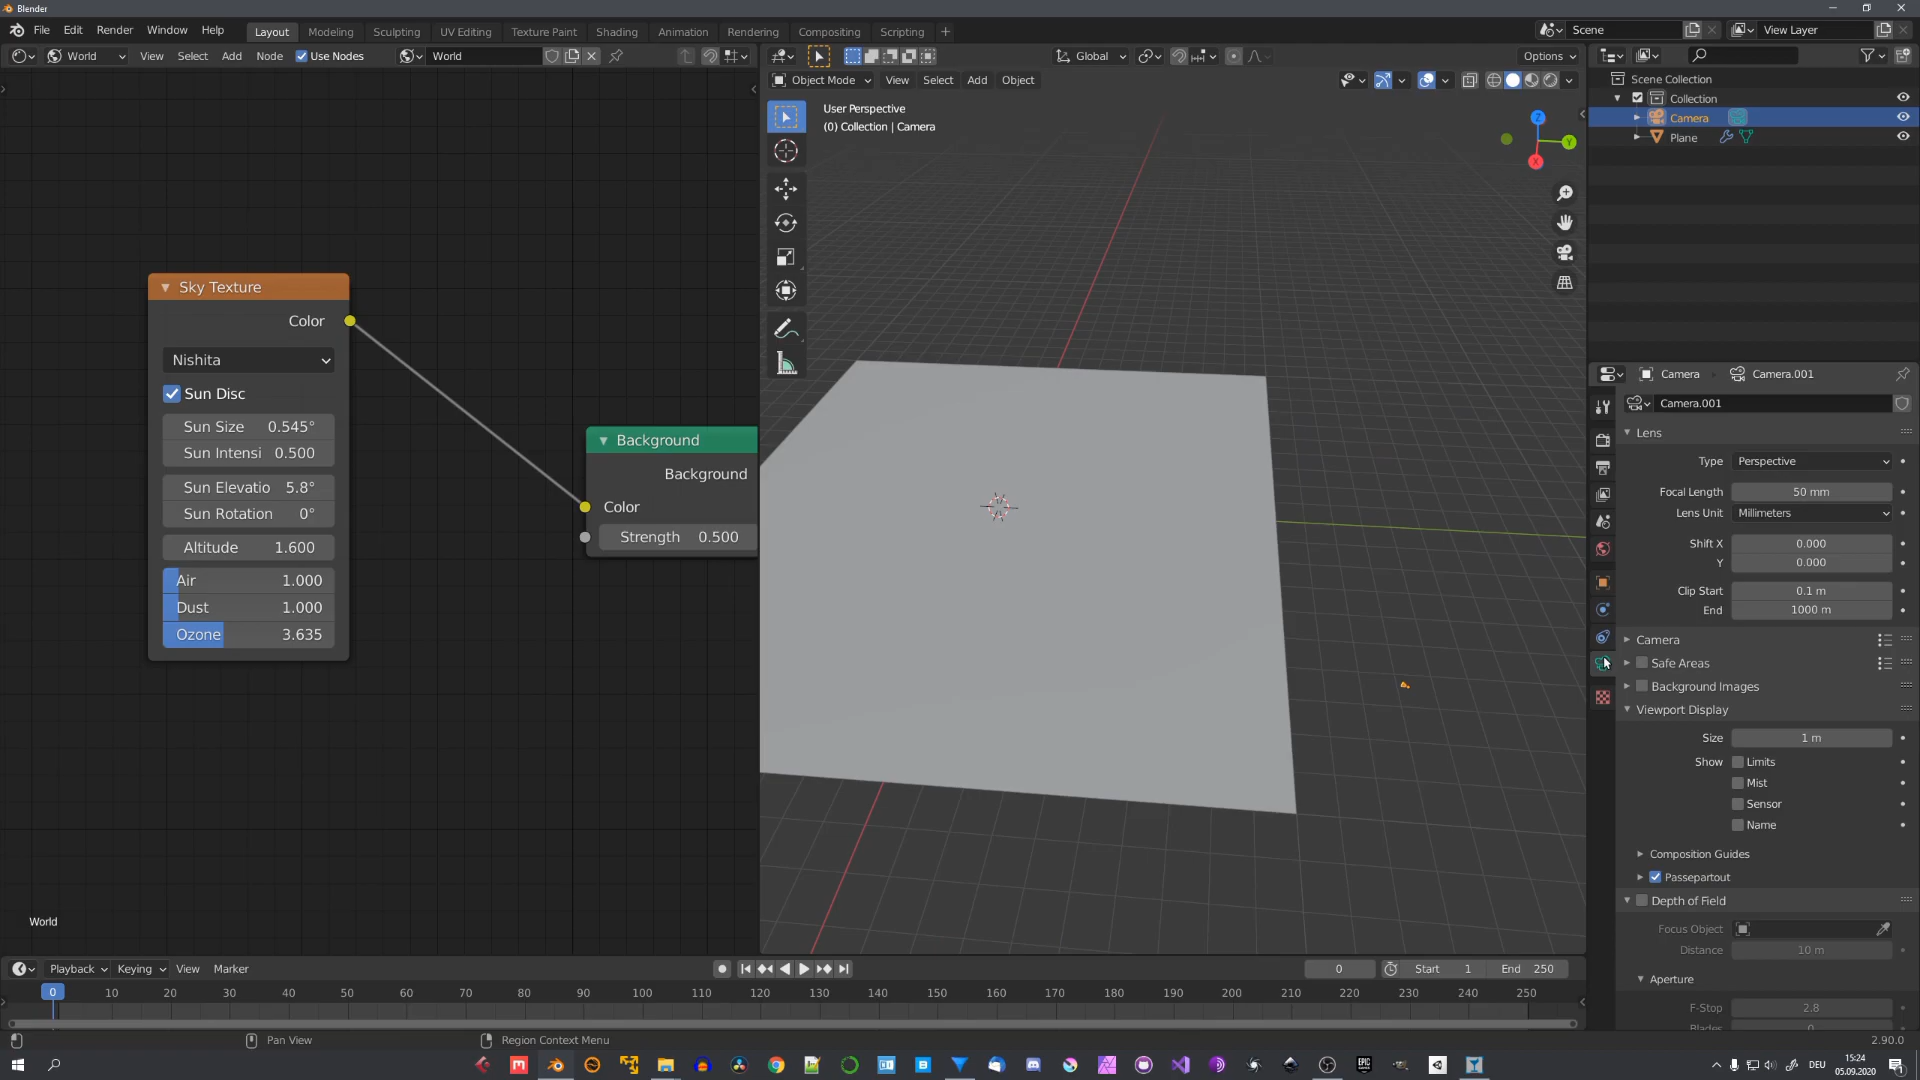 Blender
File Edit Render Window Help Layout Modeling Sculpting UV Editing Texture Paint Shading Animation Rendering Compositing Scripting + Scene View Layer
World View Select Add Node Use Nodes World Global Options
Object Mode View Select Add Object
User Perspective
(0) Collection | Camera
Z
Y
X
Scene Collection
Collection
Camera
Plane
Sky Texture
Color
Nishita
Sun Disc
Sun Size 0.545°
Sun Intensi 0.500
Sun Elevatio 5.8°
Sun Rotation 0°
Altitude 1.600
Air 1.000
Dust 1.000
Ozone 3.635
Background
Background
Color
Strength 0.500
World
Camera Camera.001
Camera.001
Lens
Type Perspective
Focal Length 50 mm
Lens Unit Millimeters
Shift X 0.000
Y 0.000
Clip Start 0.1 m
End 1000 m
Camera
Safe Areas
Background Images
Viewport Display
Size 1 m
Show Limits
Mist
Sensor
Name
Composition Guides
Passepartout
Depth of Field
Focus Object
Distance 10 m
Aperture
F-Stop 2.8
Blades 0
Playback Keying View Marker 0 Start 1 End 250
0 10 20 30 40 50 60 70 80 90 100 110 120 130 140 150 160 170 180 190 200 210 220 230 240 250
Pan View Region Context Menu 2.90.0
DEU 15:24
05.09.2020